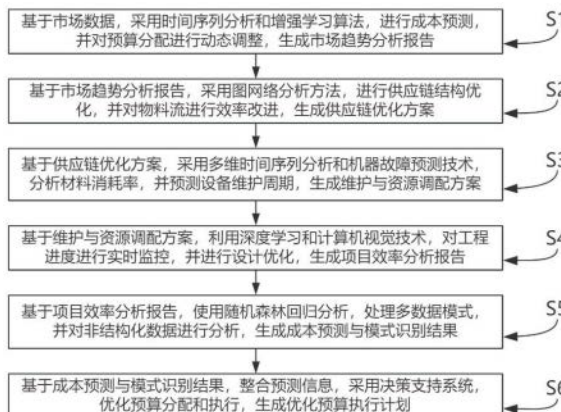 基于市场数据，采用时间序列分析和增强学习算法，进行成本预测，
并对预算分配进行动态调整，生成市场趋势分析报告
S1
基于市场趋势分析报告，采用图网络分析方法，进行供应链结构优
化，并对物料流进行效率改进，生成供应链优化方案
S2
基于供应链优化方案，采用多维时间序列分析和机器故障预测技术，
分析材料消耗率，并预测设备维护周期，生成维护与资源调配方案
S3
基于维护与资源调配方案，利用深度学习和计算机视觉技术，对工程
进度进行实时监控，并进行设计优化，生成项目效率分析报告
S4
基于项目效率分析报告，使用随机森林回归分析，处理多数据模式，
并对非结构化数据进行分析，生成成本预测与模式识别结果
S5
基于成本预测与模式识别结果，整合预测信息，采用决策支持系统，
优化预算分配和执行，生成优化预算执行计划
S6